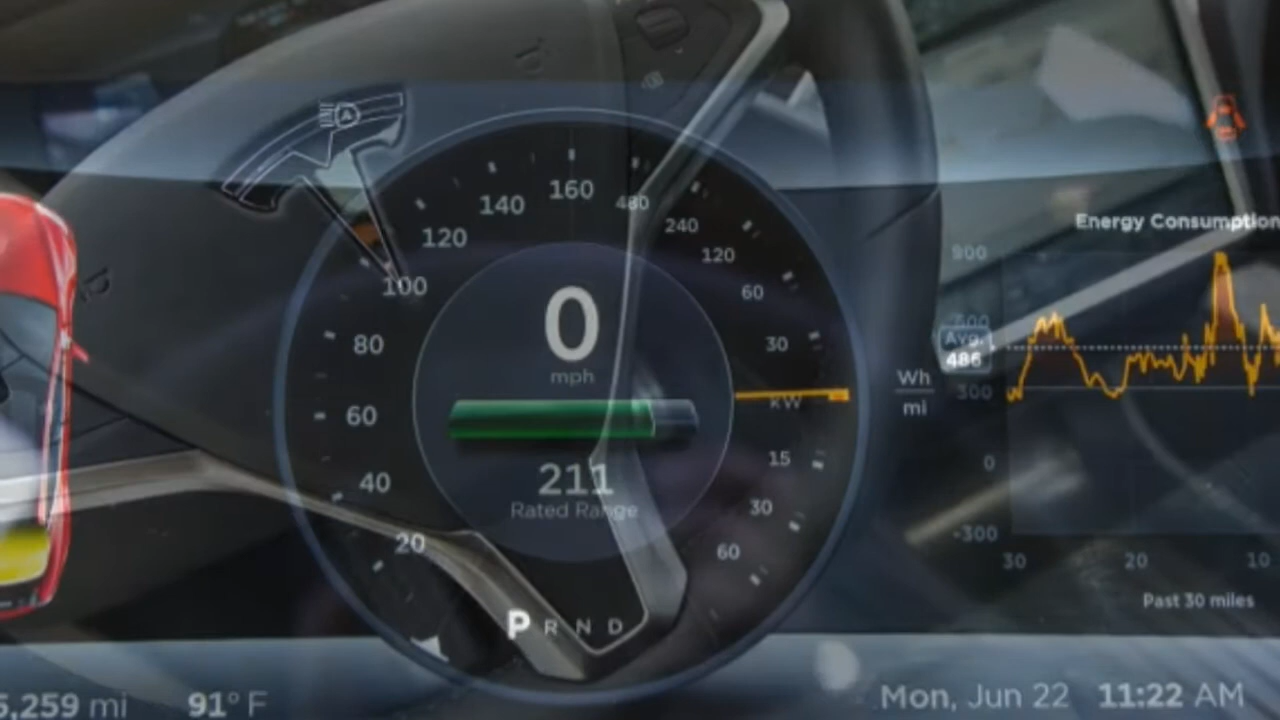 Energy Consumption
160
140
480
240
120
120
100
60
80
30
0
mph
60
kW
40
15
20
30
60
211
Rated Range
P R N D
900
Avg.
486
300
0
-300
Wh
mi
30 20 10
Past 30 miles
5,259 mi
91° F
Mon, Jun 22 11:22 AM